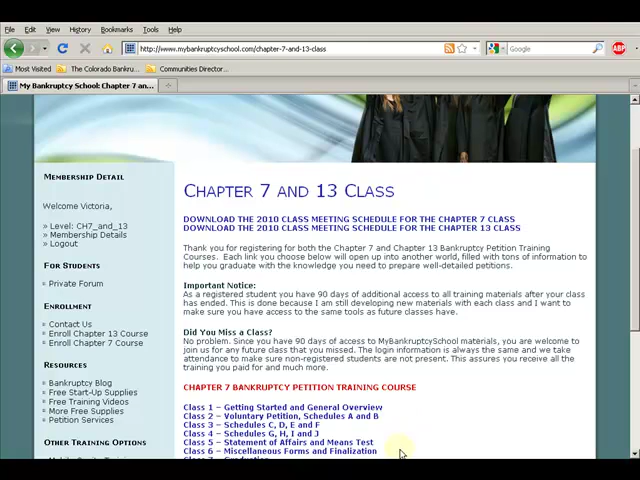 File Edit View History Bookmarks Tools Help
http://www.mybankruptcyschool.com/chapter-7-and-13-class
Google
ABP
Most Visited The Colorado Bankru... Communities Director...
My Bankruptcy School: Chapter 7 an...
MEMBERSHIP DETAIL
Welcome Victoria,
» Level: CH7_and_13
» Membership Details
» Logout
FOR STUDENTS
Private Forum
ENROLLMENT
Contact Us
Enroll Chapter 13 Course
Enroll Chapter 7 Course
RESOURCES
Bankruptcy Blog
Free Start-Up Supplies
Free Training Videos
More Free Supplies
Petition Services
OTHER TRAINING OPTIONS
CHAPTER 7 AND 13 CLASS
DOWNLOAD THE 2010 CLASS MEETING SCHEDULE FOR THE CHAPTER 7 CLASS
DOWNLOAD THE 2010 CLASS MEETING SCHEDULE FOR THE CHAPTER 13 CLASS
Thank you for registering for both the Chapter 7 and Chapter 13 Bankruptcy Petition Training
Courses. Each link you choose below will open up into another world, filled with tons of information to
help you graduate with the knowledge you need to prepare well-detailed petitions.
Important Notice:
As a registered student you have 90 days of additional access to all training materials after your class
has ended. This is done because I am still developing new materials with each class and I want to
make sure you have access to the same tools as future classes have.
Did You Miss a Class?
No problem. Since you have 90 days of access to MyBankruptcySchool materials, you are welcome to
join us for any future class that you missed. The login information is always the same and we take
attendance to make sure non-registered students are not present. This assures you received all the
training you paid for and much more.
CHAPTER 7 BANKRUPTCY PETITION TRAINING COURSE
Class 1 – Getting Started and General Overview
Class 2 – Voluntary Petition, Schedules A and B
Class 3 – Schedules C, D, E and F
Class 4 – Schedules G, H, I and J
Class 5 – Statement of Affairs and Means Test
Class 6 – Miscellaneous Forms and Finalization